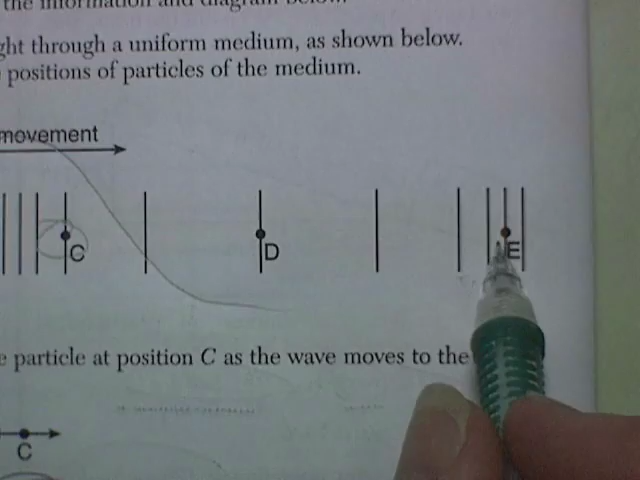 the information and diagram below.
ght through a uniform medium, as shown below.
positions of particles of the medium.
movement
C
D
E
particle at position C as the wave moves to the
C